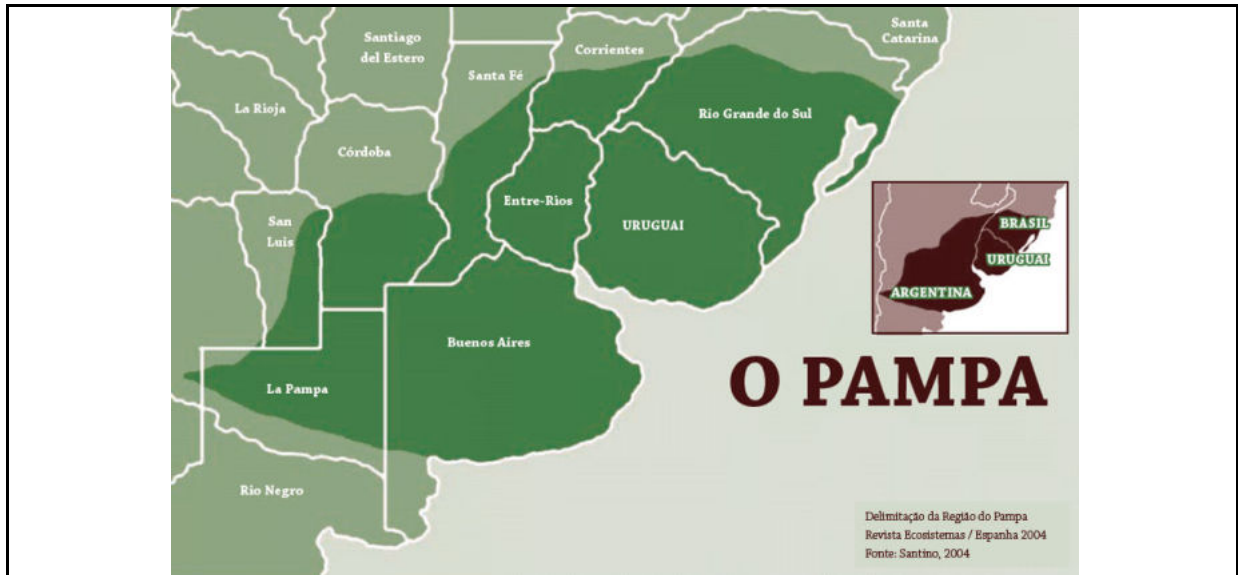 Santiago
del Estero
Corrientes
Santa
Catarina
Santa Fé
La Rioja
Rio Grande do Sul
Córdoba
San
Luis
Entre-Rios
URUGUAI
BRASIL
URUGUAI
ARGENTINA
Buenos Aires
O PAMPA
La Pampa
Rio Negro
Delimitação da Região do Pampa
Revista Ecosistemas / Espanha 2004
Fonte: Santino, 2004